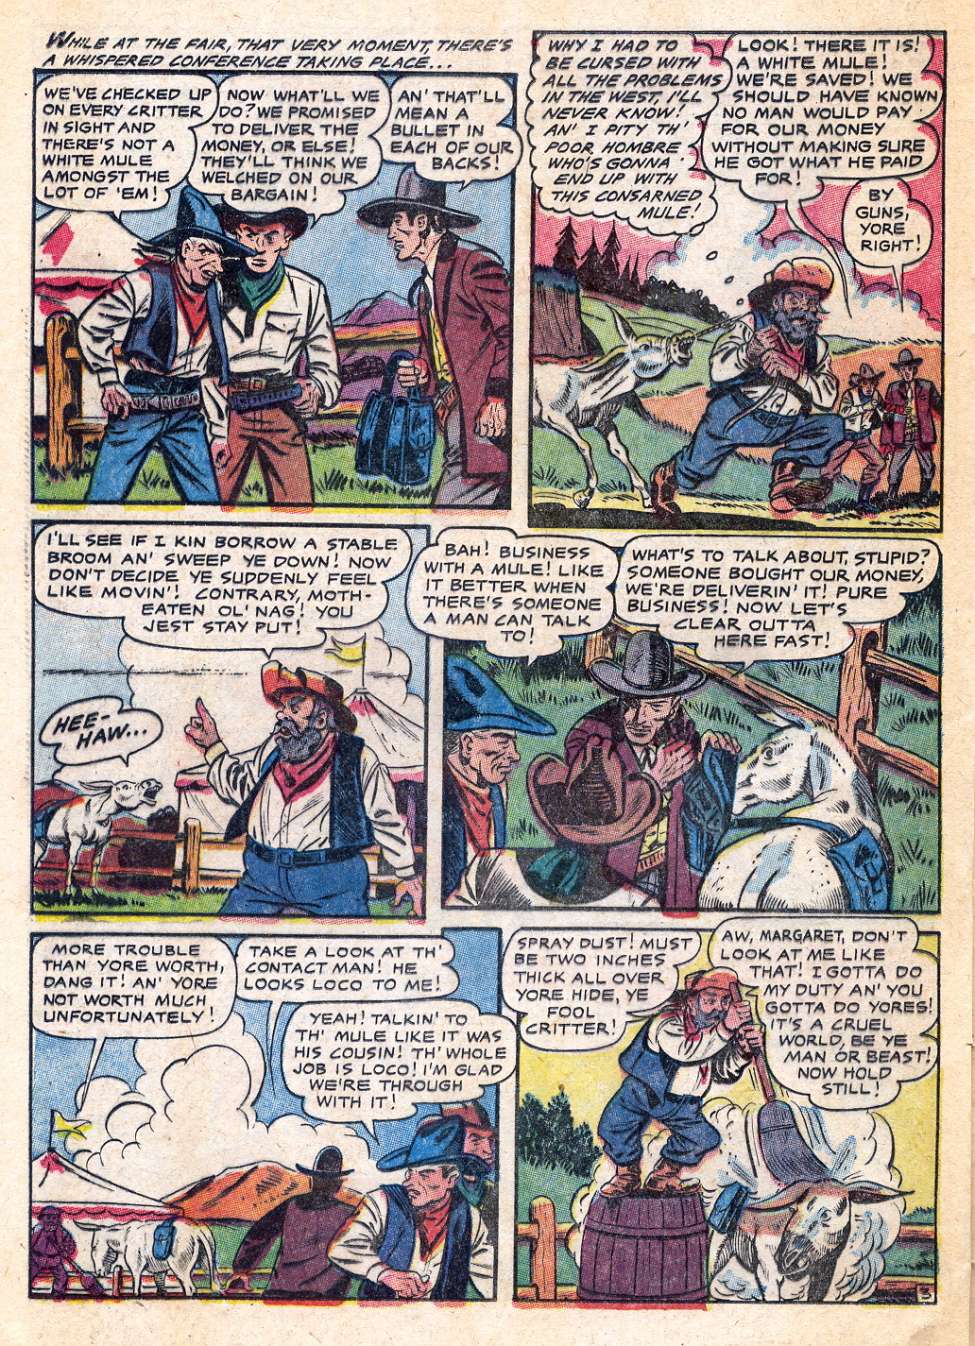 WHILE AT THE FAIR, THAT VERY MOMENT, THERE'S
A WHISPERED CONFERENCE TAKING PLACE...
WE'VE CHECKED UP
ON EVERY CRITTER
IN SIGHT AND
THERE'S NOT A
WHITE MULE
AMONGST THE
LOT OF 'EM!
NOW WHAT'LL WE
DO? WE PROMISED
TO DELIVER THE
MONEY, OR ELSE!
THEY'LL THINK WE
WELCHED ON OUR
BARGAIN!
AN' THAT'LL
MEAN A
BULLET IN
EACH OF OUR
BACKS!
WHY I HAD TO
BE CURSED WITH
ALL THE PROBLEMS
IN THE WEST, I'LL
NEVER KNOW!
AN' I PITY TH'
POOR HOMBRE
WHO'S GONNA
END UP WITH
THIS CONSARNED
MULE!
LOOK! THERE IT IS!
A WHITE MULE!
WE'RE SAVED! WE
SHOULD HAVE KNOWN
NO MAN WOULD PAY
FOR OUR MONEY
WITHOUT MAKING SURE
HE GOT WHAT HE PAID
FOR!
BY
GUNS,
YORE
RIGHT!
I'LL SEE IF I KIN BORROW A STABLE
BROOM AN' SWEEP YE DOWN! NOW
DON'T DECIDE YE SUDDENLY FEEL
LIKE MOVIN'! CONTRARY, MOTH-
EATEN OL' NAG! YOU
JEST STAY PUT!
HEE-
HAW...
BAH! BUSINESS
WITH A MULE! LIKE
IT BETTER WHEN
THERE'S SOMEONE
A MAN CAN TALK
TO!
WHAT'S TO TALK ABOUT, STUPID?
SOMEONE BOUGHT OUR MONEY,
WE'RE DELIVERIN' IT! PURE
BUSINESS! NOW LET'S
CLEAR OUTTA
HERE FAST!
MORE TROUBLE
THAN YORE WORTH,
DANG IT! AN' YORE
NOT WORTH MUCH
UNFORTUNATELY!
TAKE A LOOK AT TH'
CONTACT MAN! HE
LOOKS LOCO TO ME!
YEAH! TALKIN' TO
TH' MULE LIKE IT WAS
HIS COUSIN! TH' WHOLE
JOB IS LOCO! I'M GLAD
WE'RE THROUGH
WITH IT!
SPRAY DUST! MUST
BE TWO INCHES
THICK ALL OVER
YORE HIDE, YE
FOOL
CRITTER!
AW, MARGARET, DON'T
LOOK AT ME LIKE
THAT! I GOTTA DO
MY DUTY AN' YOU
GOTTA DO YORES!
IT'S A CRUEL
WORLD, BE YE
MAN OR BEAST!
NOW HOLD
STILL!
3